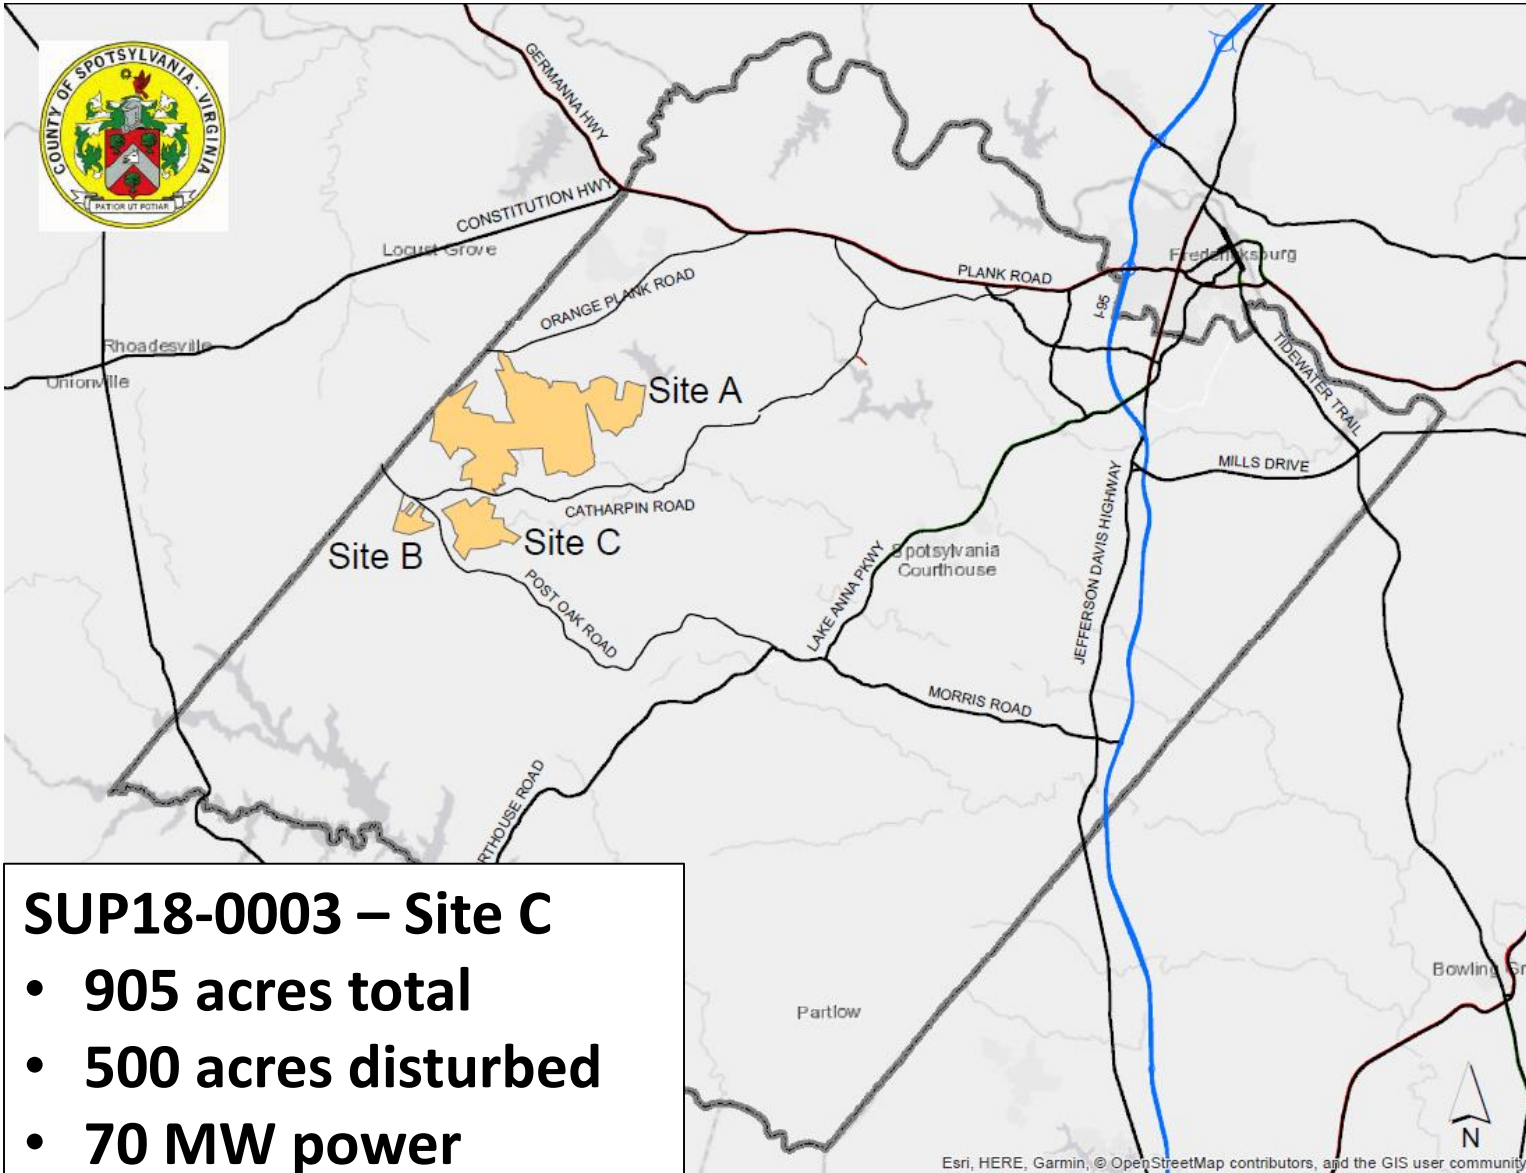 COUNTY OF SPOTSYLVANIA · VIRGINIA
PATIOR UT POTIAR
GERMANNA HWY
CONSTITUTION HWY
Locust Grove
ORANGE PLANK ROAD
PLANK ROAD
Fredericksburg
I-95
Rhoadesville
Unionville
TIDEWATER TRAIL
Site A
MILLS DRIVE
CATHARPIN ROAD
Site B
Site C
JEFFERSON DAVIS HIGHWAY
Spotsylvania
Courthouse
POST OAK ROAD
LAKE ANNA PKWY
MORRIS ROAD
RTHOUSE ROAD
SUP18-0003 – Site C
• 905 acres total
• 500 acres disturbed
• 70 MW power
Partlow
Bowling Gr
N
Esri, HERE, Garmin, © OpenStreetMap contributors, and the GIS user community